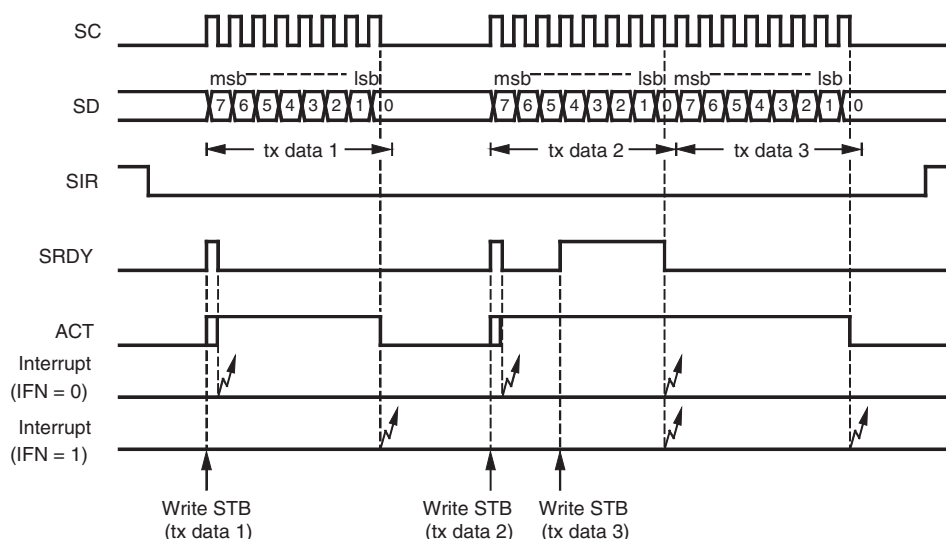 SC
msb lsb msb lsb msb lsb
SD 7 6 5 4 3 2 1 0 7 6 5 4 3 2 1 0 7 6 5 4 3 2 1 0
tx data 1 tx data 2 tx data 3
SIR
SRDY
ACT
Interrupt
(IFN = 0)
Interrupt
(IFN = 1)
Write STB Write STB Write STB
(tx data 1) (tx data 2) (tx data 3)